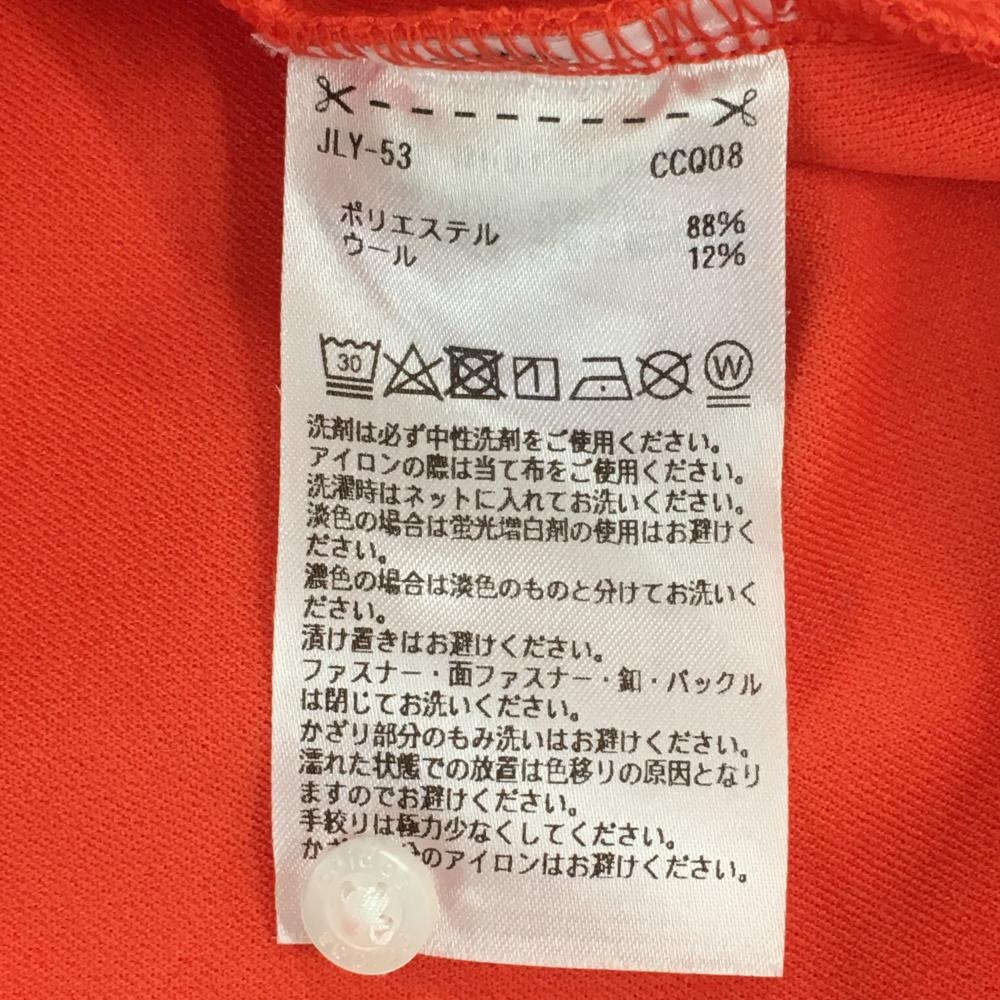 JLY-53 CCQ08
ポリエステル 88%
ウール 12%
30 W
洗剤は必ず中性洗剤をご使用ください。
アイロンの際は当て布をご使用ください。
洗濯時はネットに入れてお洗いください。
淡色の場合は蛍光増白剤の使用はお避けく
ださい。
濃色の場合は淡色のものと分けてお洗いく
ださい。
漬け置きはお避けください。
ファスナー・面ファスナー・釦・バックル
は閉じてお洗いください。
かざり部分のもみ洗いはお避けください。
濡れた状態での放置は色移りの原因となり
ますのでお避けください。
手絞りは極力少なくしてください。
かざ 分のアイロンはお避けください。